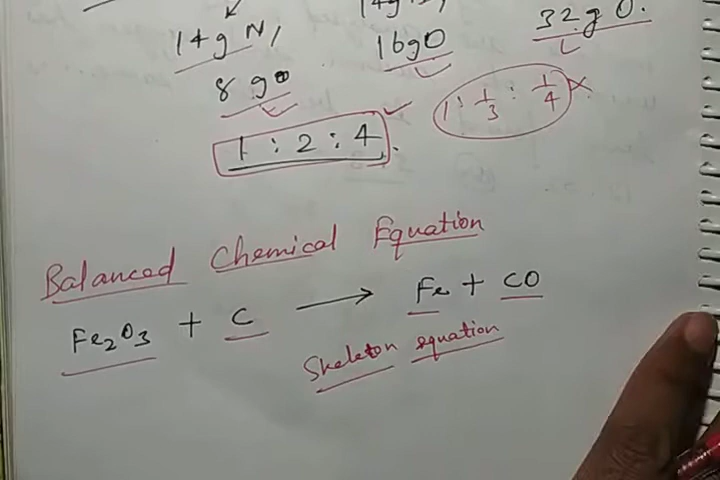 14g N, 16gO 32g O.
8 go
1 : 2 : 4. 1 : 1/3 : 1/4 ×
Balanced Chemical Equation
Fe₂O₃ + C → Fe + CO
Skeleton equation